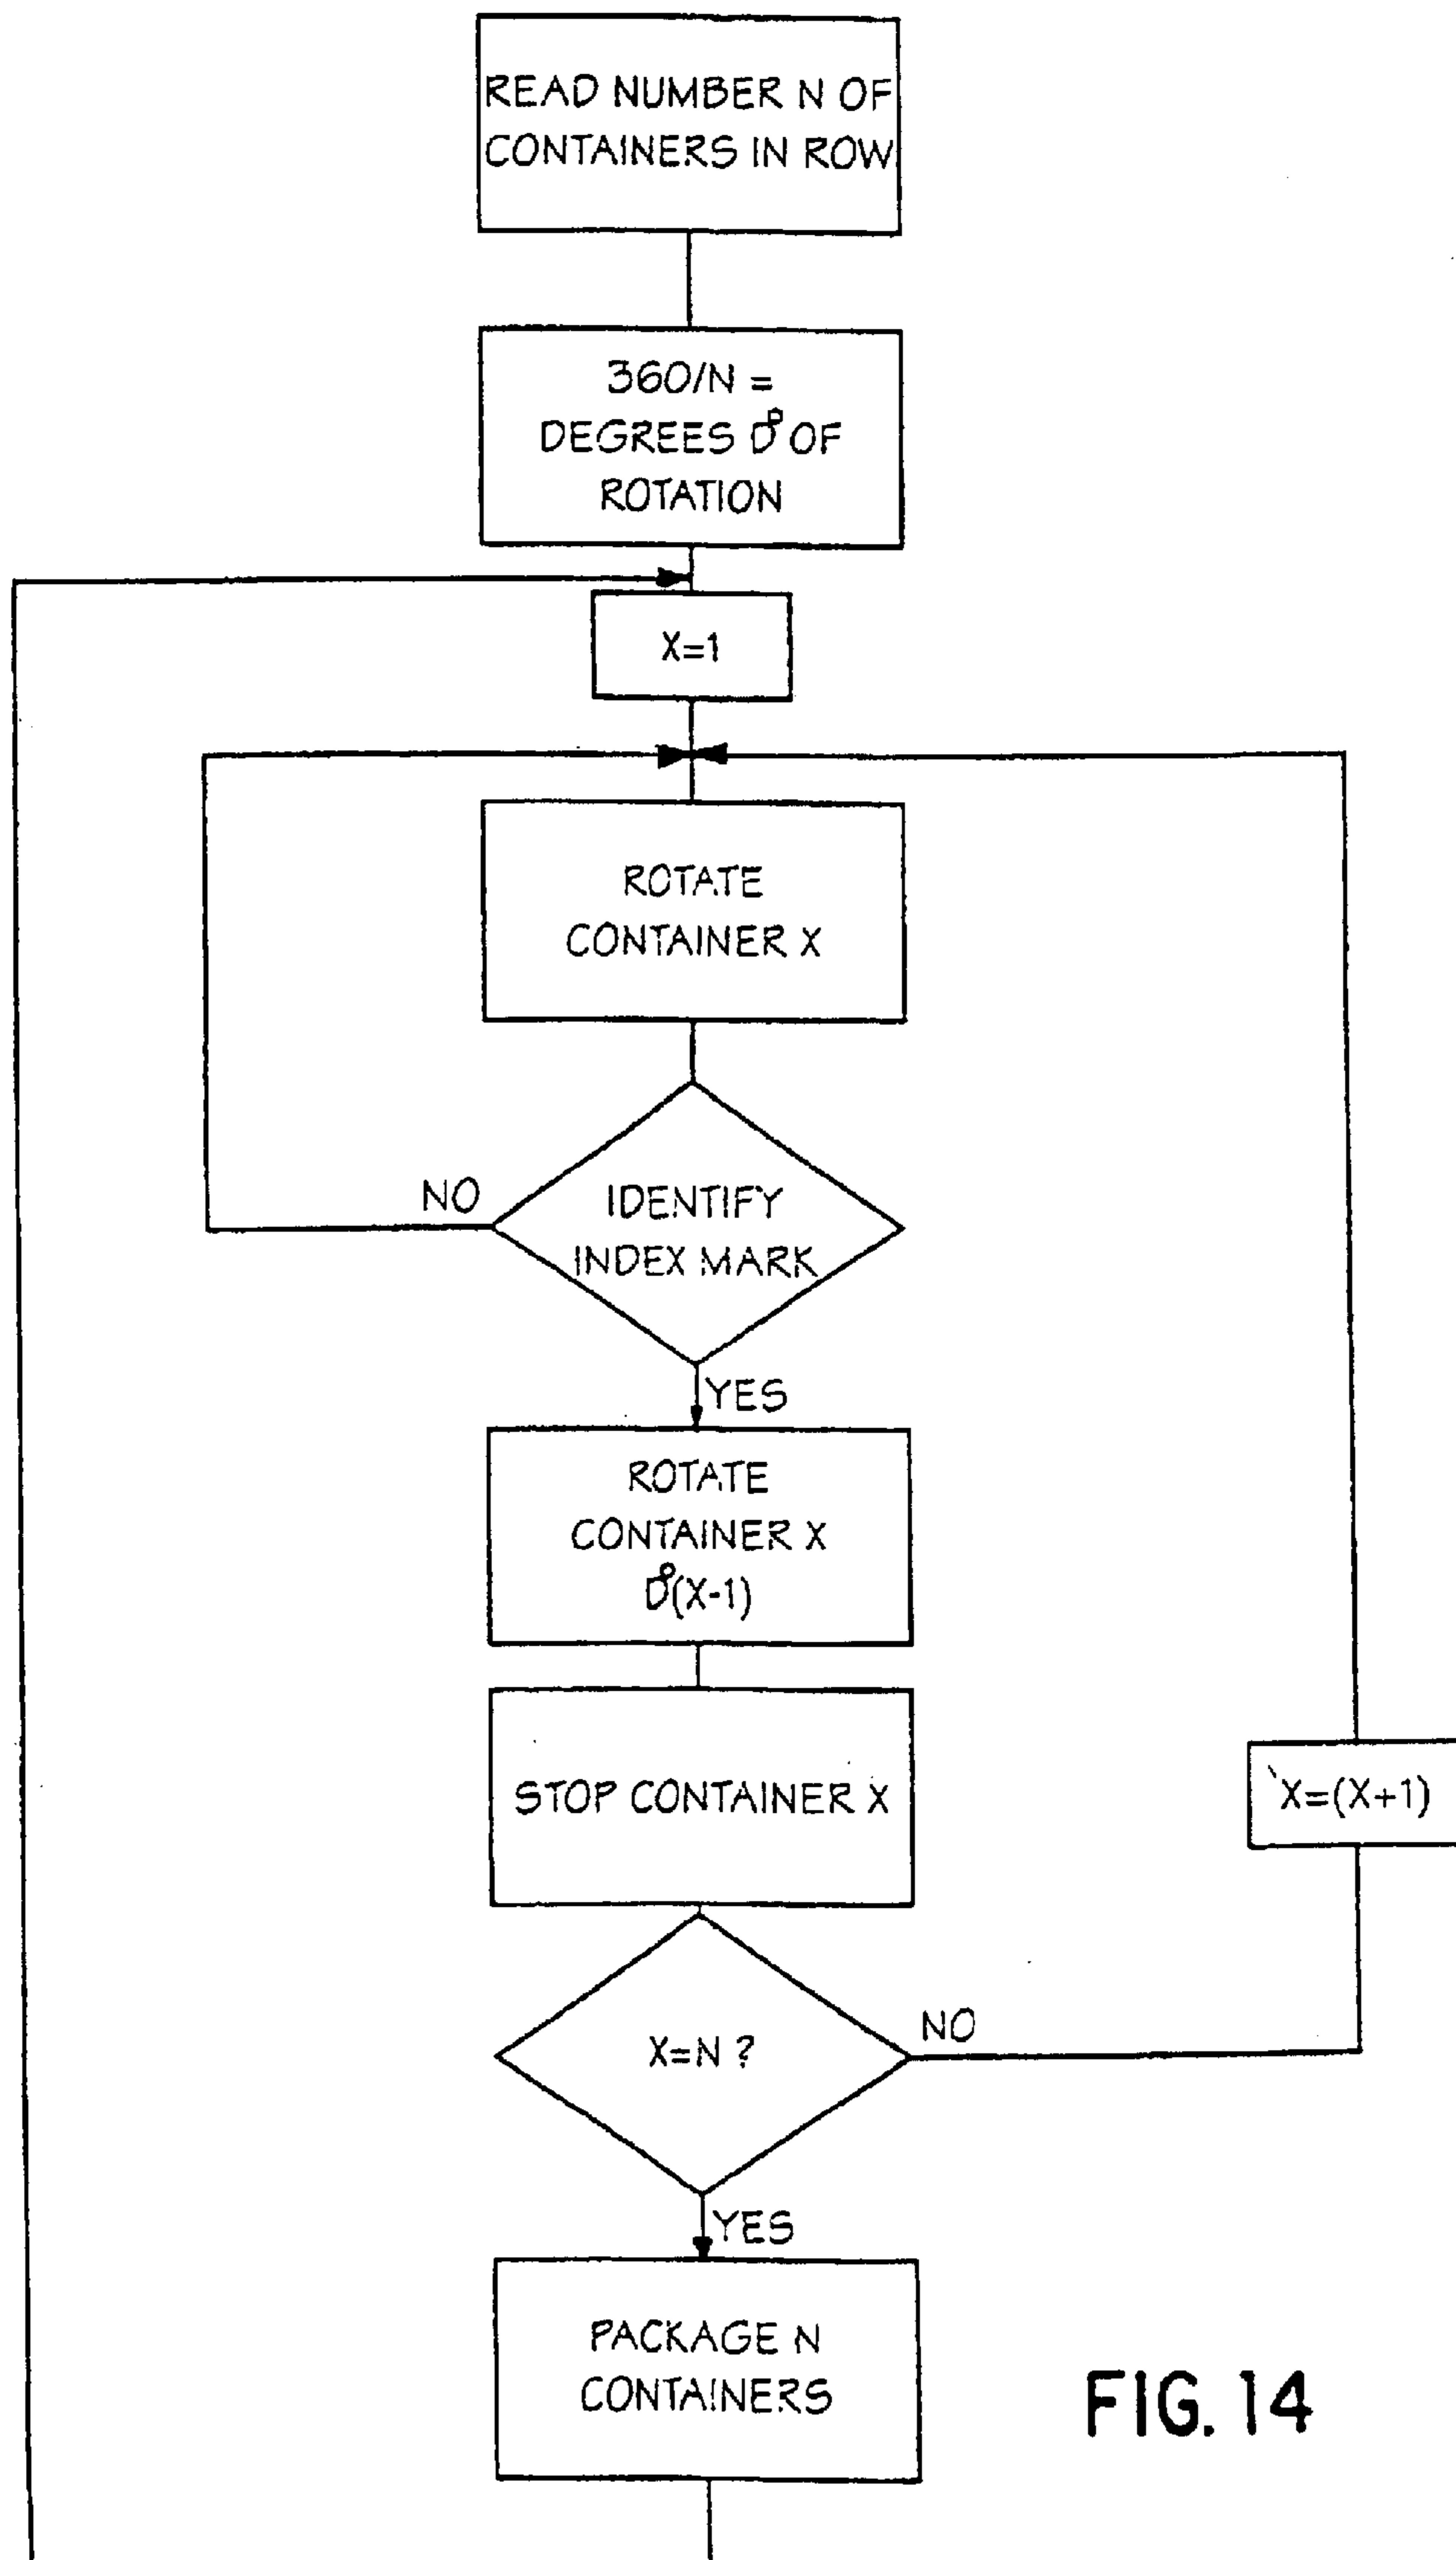 READ NUMBER N OF
CONTAINERS IN ROW
360/N =
DEGREES D° OF
ROTATION
X=1
ROTATE
CONTAINER X
NO
IDENTIFY
INDEX MARK
YES
ROTATE
CONTAINER X
D°(X-1)
STOP CONTAINER X
X=(X+1)
X=N ?
NO
YES
PACKAGE N
CONTAINERS
FIG. 14